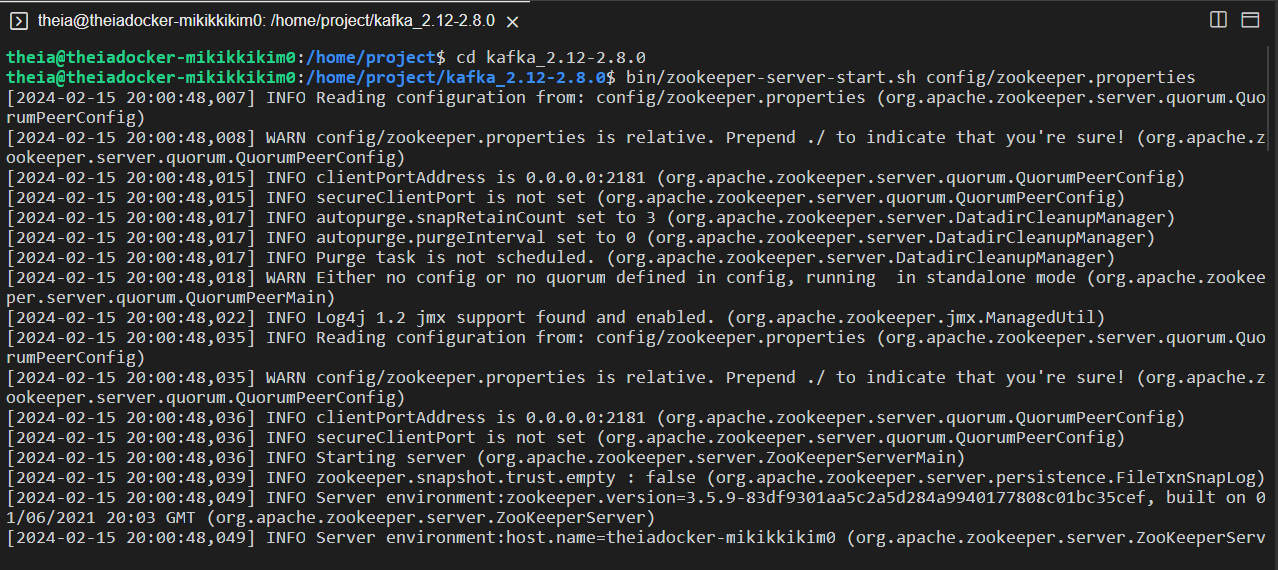 theia@theiadocker-mikikkikim0: /home/project/kafka_2.12-2.8.0 ×
theia@theiadocker-mikikkikim0:/home/project$ cd kafka_2.12-2.8.0
theia@theiadocker-mikikkikim0:/home/project/kafka_2.12-2.8.0$ bin/zookeeper-server-start.sh config/zookeeper.properties
[2024-02-15 20:00:48,007] INFO Reading configuration from: config/zookeeper.properties (org.apache.zookeeper.server.quorum.Quo
rumPeerConfig)
[2024-02-15 20:00:48,008] WARN config/zookeeper.properties is relative. Prepend ./ to indicate that you're sure! (org.apache.z
ookeeper.server.quorum.QuorumPeerConfig)
[2024-02-15 20:00:48,015] INFO clientPortAddress is 0.0.0.0:2181 (org.apache.zookeeper.server.quorum.QuorumPeerConfig)
[2024-02-15 20:00:48,015] INFO secureClientPort is not set (org.apache.zookeeper.server.quorum.QuorumPeerConfig)
[2024-02-15 20:00:48,017] INFO autopurge.snapRetainCount set to 3 (org.apache.zookeeper.server.DatadirCleanupManager)
[2024-02-15 20:00:48,017] INFO autopurge.purgeInterval set to 0 (org.apache.zookeeper.server.DatadirCleanupManager)
[2024-02-15 20:00:48,017] INFO Purge task is not scheduled. (org.apache.zookeeper.server.DatadirCleanupManager)
[2024-02-15 20:00:48,018] WARN Either no config or no quorum defined in config, running  in standalone mode (org.apache.zookee
per.server.quorum.QuorumPeerMain)
[2024-02-15 20:00:48,022] INFO Log4j 1.2 jmx support found and enabled. (org.apache.zookeeper.jmx.ManagedUtil)
[2024-02-15 20:00:48,035] INFO Reading configuration from: config/zookeeper.properties (org.apache.zookeeper.server.quorum.Quo
rumPeerConfig)
[2024-02-15 20:00:48,035] WARN config/zookeeper.properties is relative. Prepend ./ to indicate that you're sure! (org.apache.z
ookeeper.server.quorum.QuorumPeerConfig)
[2024-02-15 20:00:48,036] INFO clientPortAddress is 0.0.0.0:2181 (org.apache.zookeeper.server.quorum.QuorumPeerConfig)
[2024-02-15 20:00:48,036] INFO secureClientPort is not set (org.apache.zookeeper.server.quorum.QuorumPeerConfig)
[2024-02-15 20:00:48,036] INFO Starting server (org.apache.zookeeper.server.ZooKeeperServerMain)
[2024-02-15 20:00:48,039] INFO zookeeper.snapshot.trust.empty : false (org.apache.zookeeper.server.persistence.FileTxnSnapLog)
[2024-02-15 20:00:48,049] INFO Server environment:zookeeper.version=3.5.9-83df9301aa5c2a5d284a9940177808c01bc35cef, built on 0
1/06/2021 20:03 GMT (org.apache.zookeeper.server.ZooKeeperServer)
[2024-02-15 20:00:48,049] INFO Server environment:host.name=theiadocker-mikikkikim0 (org.apache.zookeeper.server.ZooKeeperServ